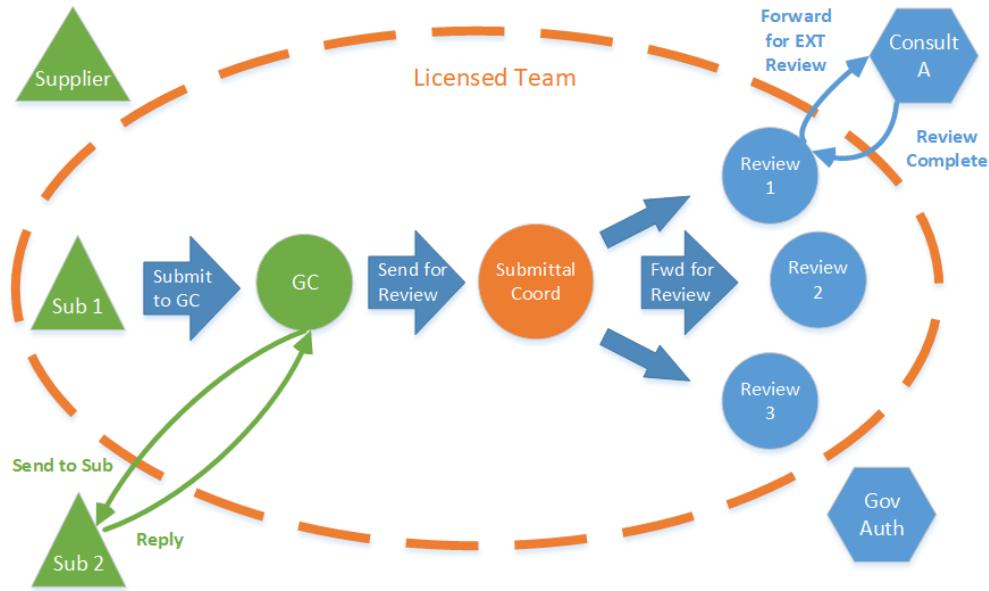 Supplier
Licensed Team
Forward
for EXT
Review
Consult
A
Review
Complete
Review
1
Sub 1
Submit
to GC
GC
Send for
Review
Submittal
Coord
Fwd for
Review
Review
2
Review
3
Send to Sub
Reply
Sub 2
Gov
Auth